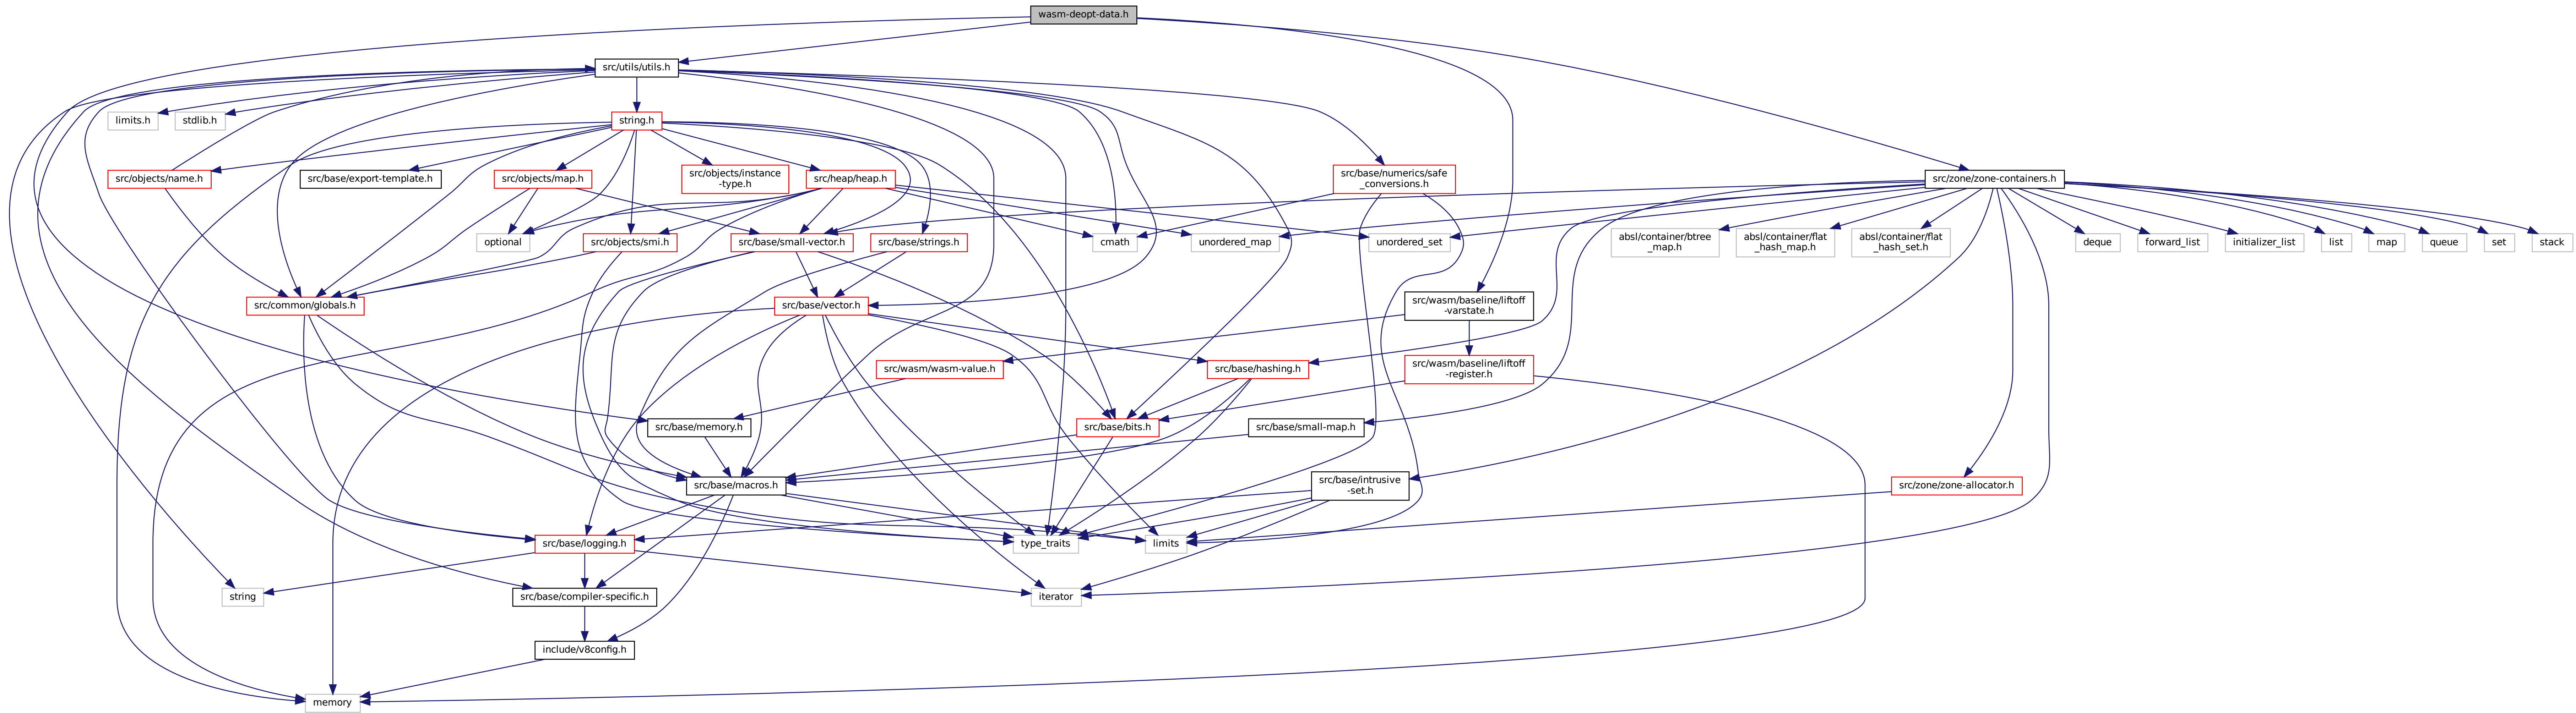 wasm-deopt-data.h
src/utils/utils.h
limits.h
stdlib.h
string.h
src/objects/name.h
src/base/export-template.h
src/objects/map.h
src/objects/instance
-type.h
src/heap/heap.h
src/base/numerics/safe
_conversions.h
src/zone/zone-containers.h
optional
src/objects/smi.h
src/base/small-vector.h
src/base/strings.h
cmath
unordered_map
unordered_set
absl/container/btree
_map.h
absl/container/flat
_hash_map.h
absl/container/flat
_hash_set.h
deque
forward_list
initializer_list
list
map
queue
set
stack
src/common/globals.h
src/base/vector.h
src/wasm/baseline/liftoff
-varstate.h
src/wasm/wasm-value.h
src/base/hashing.h
src/wasm/baseline/liftoff
-register.h
src/base/memory.h
src/base/bits.h
src/base/small-map.h
src/base/macros.h
src/base/intrusive
-set.h
src/zone/zone-allocator.h
src/base/logging.h
type_traits
limits
string
src/base/compiler-specific.h
iterator
include/v8config.h
memory